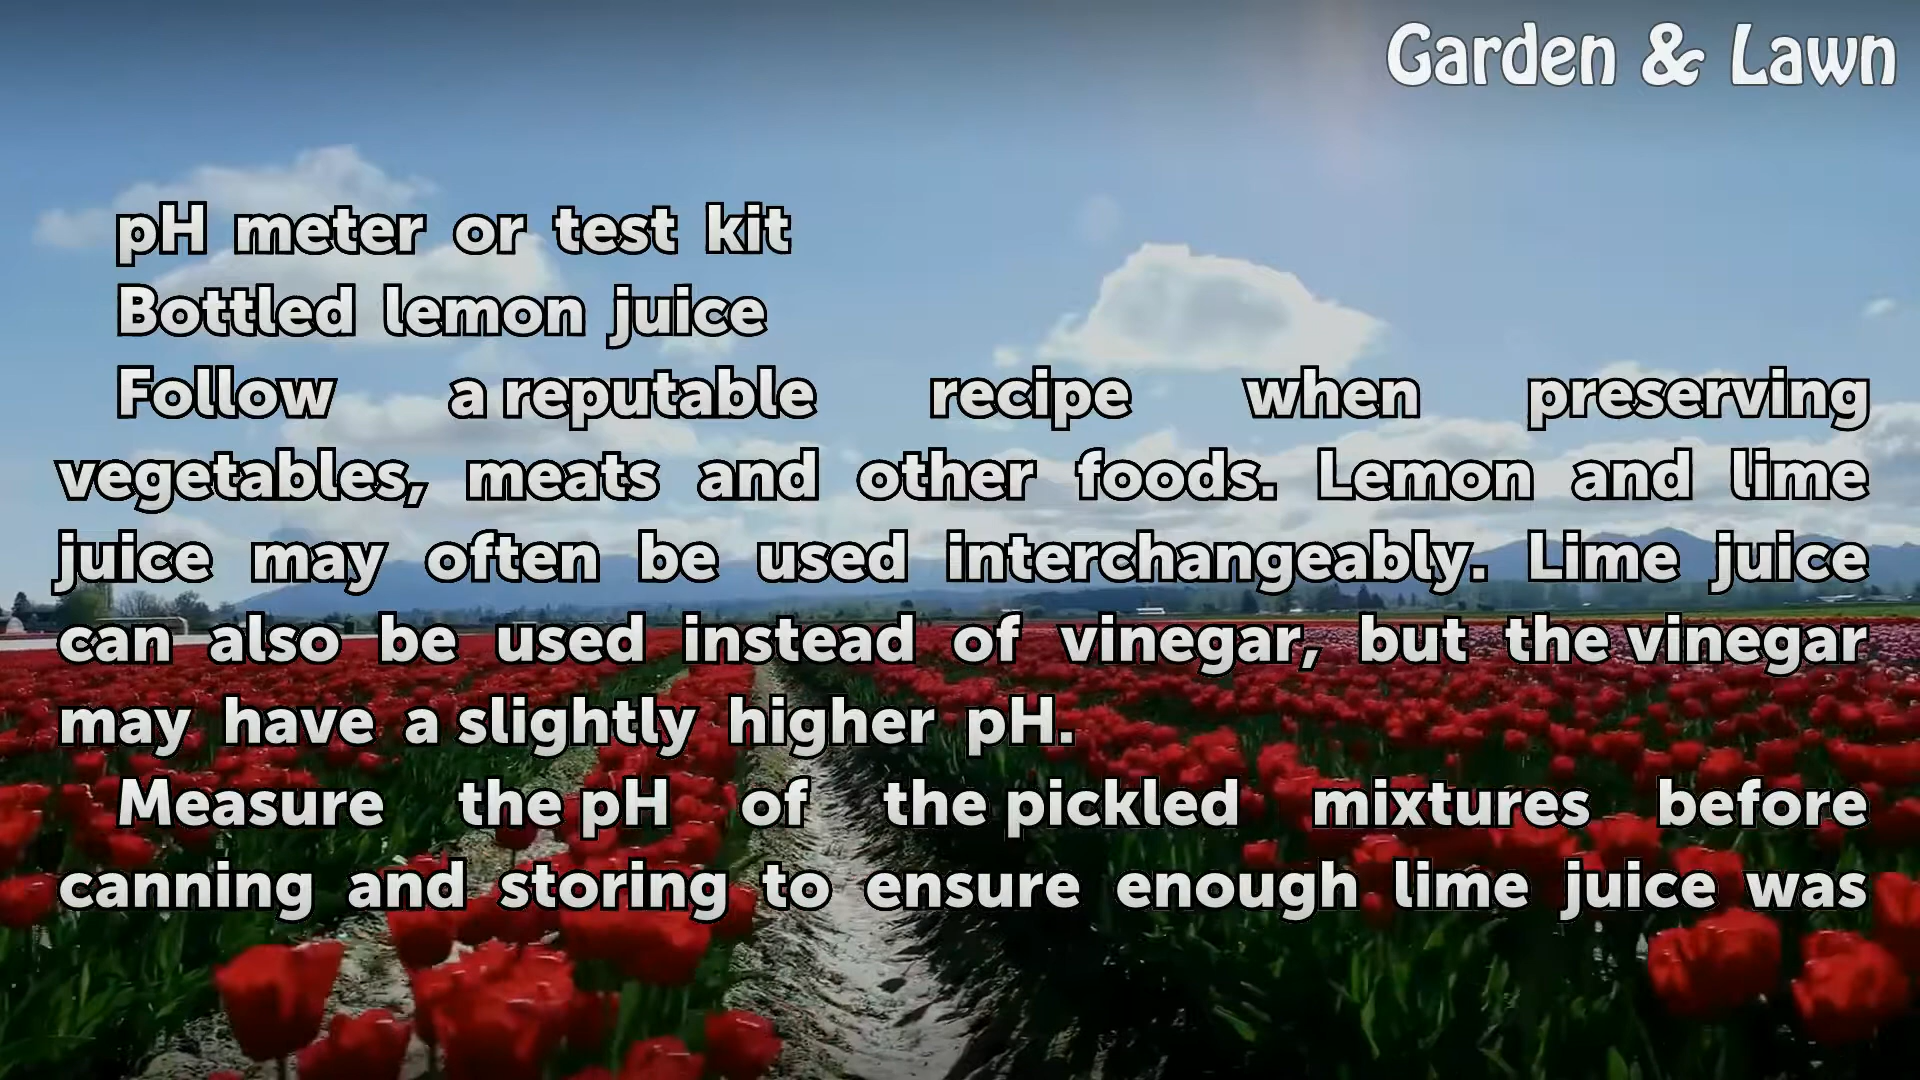 Garden & Lawn
pH meter or test kit
Bottled lemon juice
Follow a reputable recipe when preserving
vegetables, meats and other foods. Lemon and lime
juice may often be used interchangeably. Lime juice
can also be used instead of vinegar, but the vinegar
may have a slightly higher pH.
Measure the pH of the pickled mixtures before
canning and storing to ensure enough lime juice was